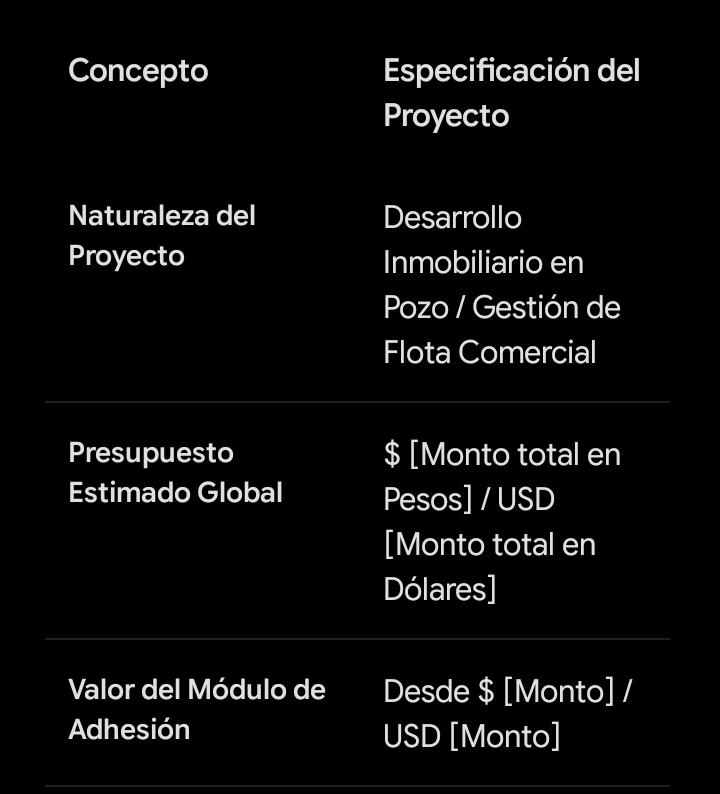 Concepto
Especificación del
Proyecto
Naturaleza del
Proyecto
Desarrollo
Inmobiliario en
Pozo / Gestión de
Flota Comercial
Presupuesto
Estimado Global
$ [Monto total en
Pesos] / USD
[Monto total en
Dólares]
Valor del Módulo de
Adhesión
Desde $ [Monto] /
USD [Monto]